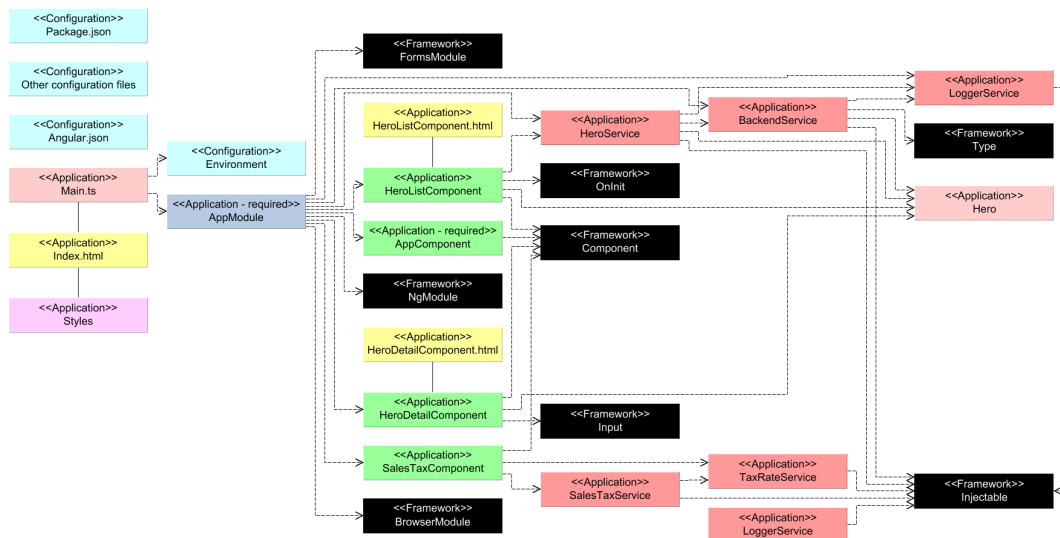 <<Configuration>>
Package.json
<<Configuration>>
Other configuration files
<<Configuration>>
Angular.json
<<Application>>
Main.ts
<<Application>>
Index.html
<<Application>>
Styles
<<Configuration>>
Environment
<<Application - required>>
AppModule
<<Framework>>
FormsModule
<<Application>>
HeroListComponent.html
<<Application>>
HeroListComponent
<<Application - required>>
AppComponent
<<Framework>>
NgModule
<<Application>>
HeroDetailComponent.html
<<Application>>
HeroDetailComponent
<<Application>>
SalesTaxComponent
<<Framework>>
BrowserModule
<<Application>>
HeroService
<<Framework>>
OnInit
<<Framework>>
Component
<<Framework>>
Input
<<Application>>
SalesTaxService
<<Application>>
BackendService
<<Application>>
TaxRateService
<<Application>>
LoggerService
<<Application>>
LoggerService
<<Framework>>
Type
<<Application>>
Hero
<<Framework>>
Injectable